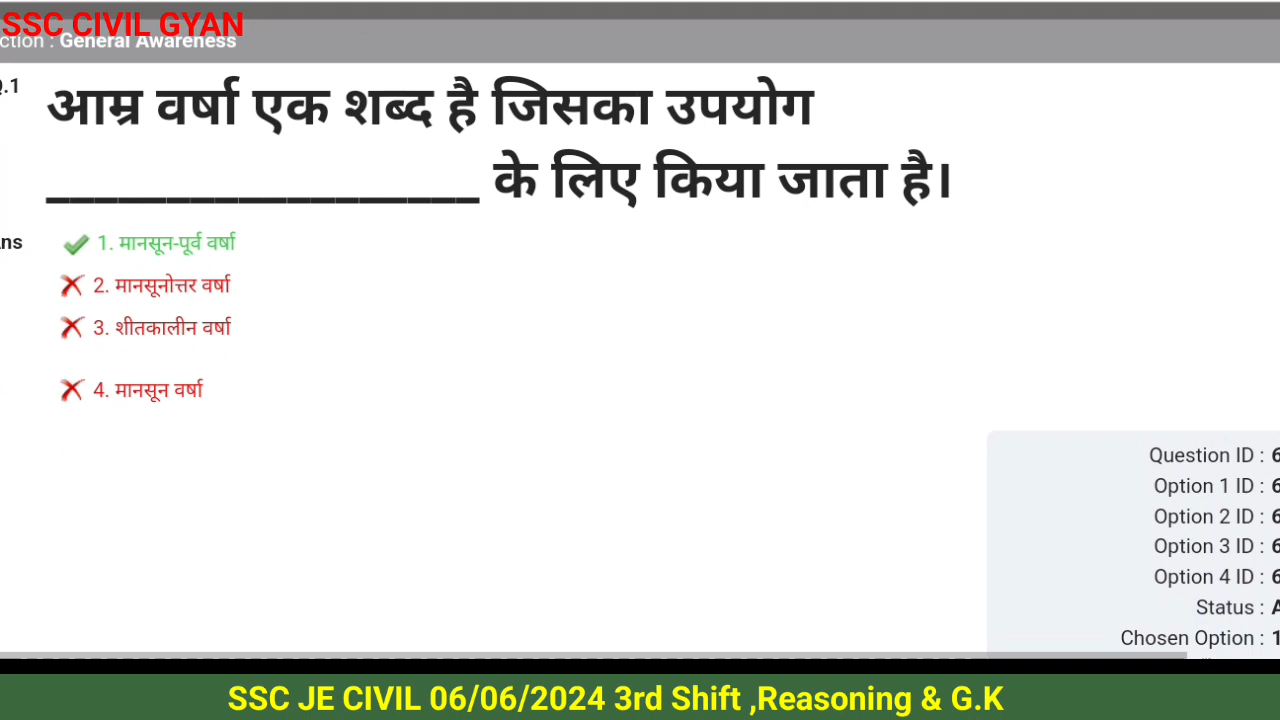 SSC CIVIL GYAN
ction : General Awareness
Q.1 आम्र वर्षा एक शब्द है जिसका उपयोग
__________________ के लिए किया जाता है।
ns 1. मानसून-पूर्व वर्षा
2. मानसूनोत्तर वर्षा
3. शीतकालीन वर्षा
4. मानसून वर्षा
Question ID : 6
Option 1 ID : 6
Option 2 ID : 6
Option 3 ID : 6
Option 4 ID : 6
Status : A
Chosen Option : 1
SSC JE CIVIL 06/06/2024 3rd Shift ,Reasoning & G.K